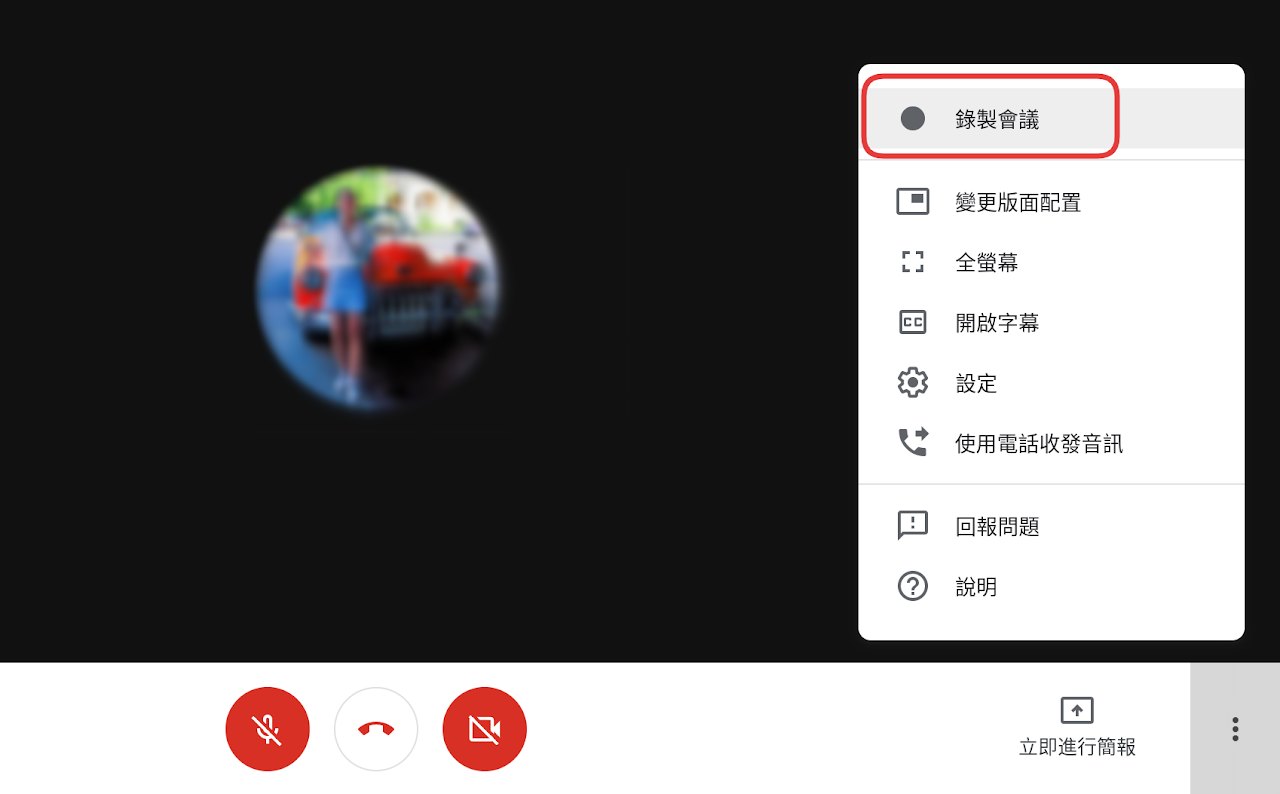 錄製會議
變更版面配置
全螢幕
CC
開啟字幕
設定
使用電話收發音訊
回報問題
說明
立即進行簡報